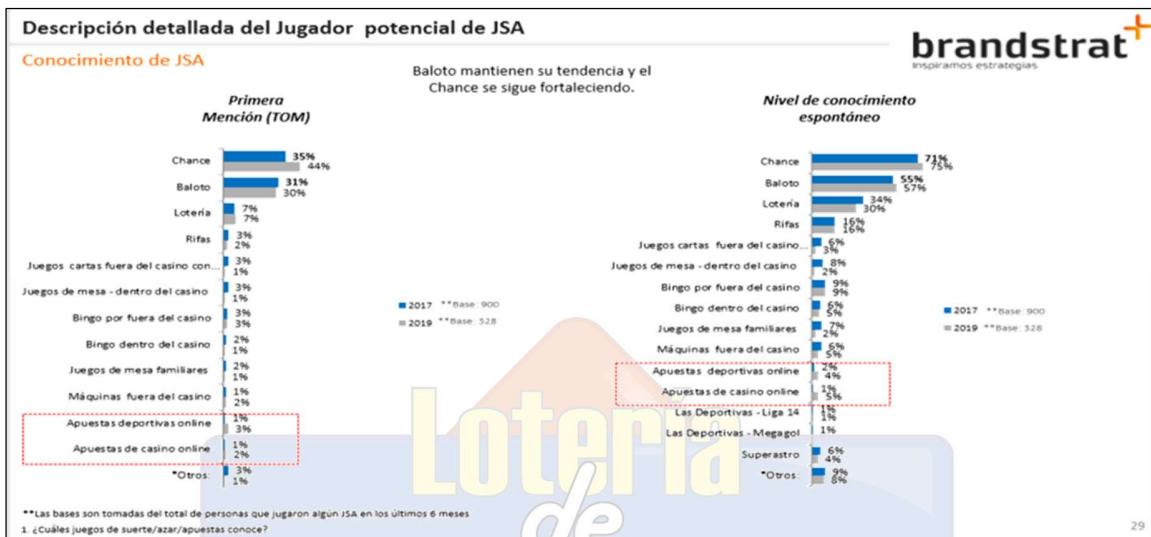 Descripción detallada del Jugador potencial de JSA
brandstrat+
Inspiramos estrategias
Conocimiento de JSA
Baloto mantienen su tendencia y el
Chance se sigue fortaleciendo.
Primera
Mención (TOM)
Chance 35% 44%
Baloto 31% 30%
Lotería 7% 7%
Rifas 3% 2%
Juegos cartas fuera del casino con... 3% 1%
Juegos de mesa - dentro del casino 3% 1%
Bingo por fuera del casino 3% 3%
Bingo dentro del casino 2% 1%
Juegos de mesa familiares 2% 1%
Máquinas fuera del casino 1% 2%
Apuestas deportivas online 1% 3%
Apuestas de casino online 1% 2%
*Otros: 3% 1%
2017 **Base: 900
2019 **Base: 328
Nivel de conocimiento
espontáneo
Chance 71% 75%
Baloto 55% 57%
Lotería 34% 30%
Rifas 16% 16%
Juegos cartas fuera del casino... 6% 3%
Juegos de mesa - dentro del casino 8% 2%
Bingo por fuera del casino 9% 9%
Bingo dentro del casino 6% 5%
Juegos de mesa familiares 7% 2%
Máquinas fuera del casino 6% 5%
Apuestas deportivas online 2% 4%
Apuestas de casino online 1% 5%
Las Deportivas - Liga 14 1% 1%
Las Deportivas - Megagol 1%
Superastro 6% 4%
*Otros: 9% 8%
2017 **Base: 900
2019 **Base: 328
Lotería
de
**Las bases son tomadas del total de personas que jugaron algún JSA en los últimos 6 meses
1. ¿Cuáles juegos de suerte/azar/apuestas conoce?
29